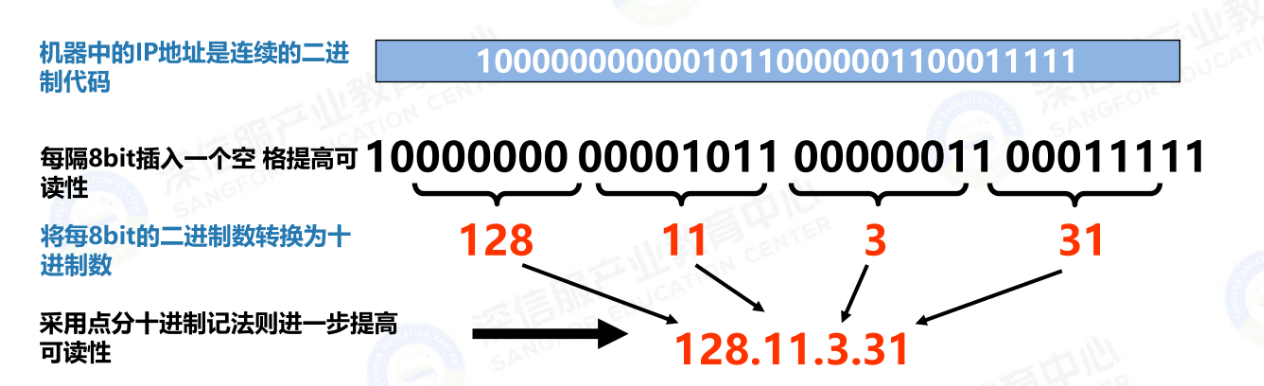 机器中的IP地址是连续的二进
制代码
10000000000010110000001100011111
每隔8bit插入一个空 格提高可
读性
10000000 00001011 00000011 00011111
将每8bit的二进制数转换为十
进制数
128 11 3 31
采用点分十进制记法则进一步提高
可读性
128.11.3.31
深信服产业教育中心
SANGFOR EDUCATION CENTER